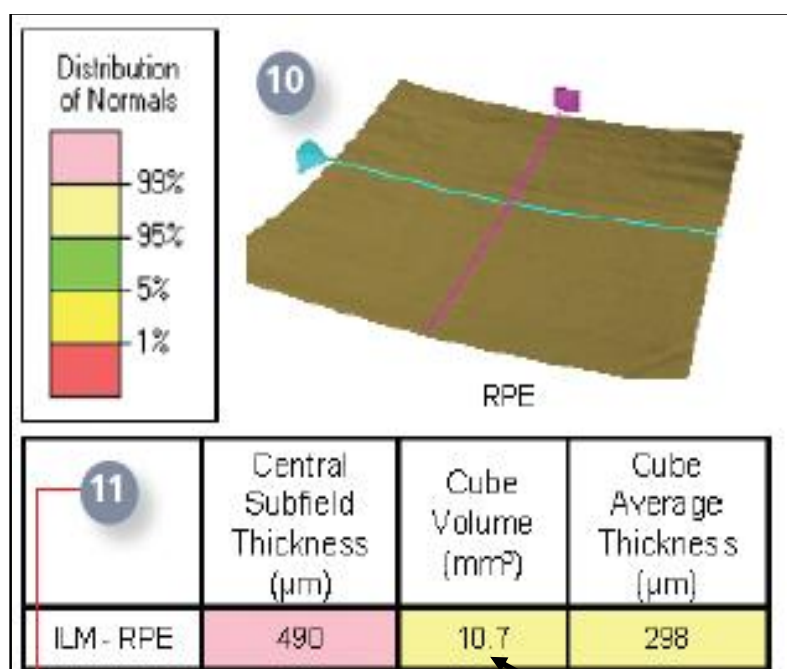 Distribution
of Normals
99%
95%
5%
1%
10
RPE
11
Central
Subfield
Thickness
(µm)
Cube
Volume
(mm³)
Cube
Average
Thickness
(µm)
ILM - RPE
490
10.7
298